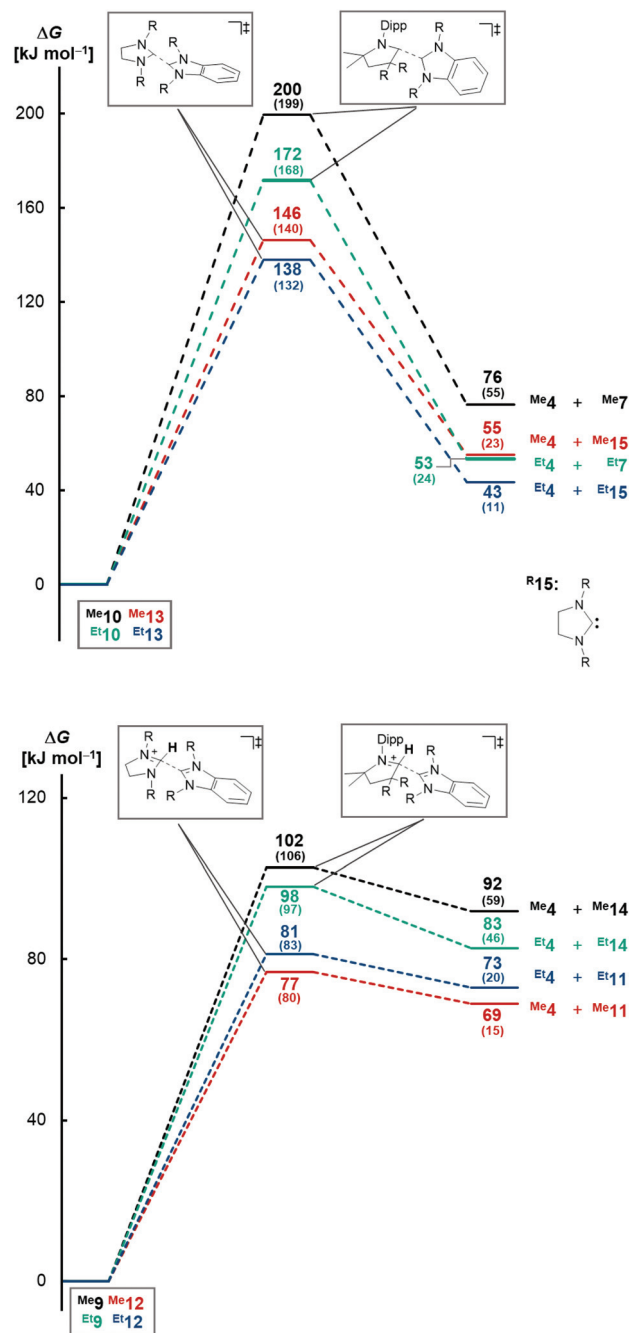 ΔG
[kJ mol⁻¹]
R
N
N
R
R
N
N
R
‡
Dipp
N
R
R
R
N
N
R
‡
200
(199)
200
172
(168)
160
146
(140)
138
(132)
120
80
76
(55)
Me4 + Me7
55
(23)
Me4 + Me15
53
(24)
Et4 + Et7
43
(11)
Et4 + Et15
40
0
Me10 Me13
Et10 Et13
R15:
R
N
N
R
:
ΔG
[kJ mol⁻¹]
R
N
+
H
N
R
R
N
N
R
‡
Dipp
N
+
H
R
R
R
N
N
R
‡
120
102
(106)
98
(97)
92
(59)
Me4 + Me14
83
(46)
Et4 + Et14
81
(83)
80
77
(80)
73
(20)
Et4 + Et11
69
(15)
Me4 + Me11
40
0
Me9 Me12
Et9 Et12